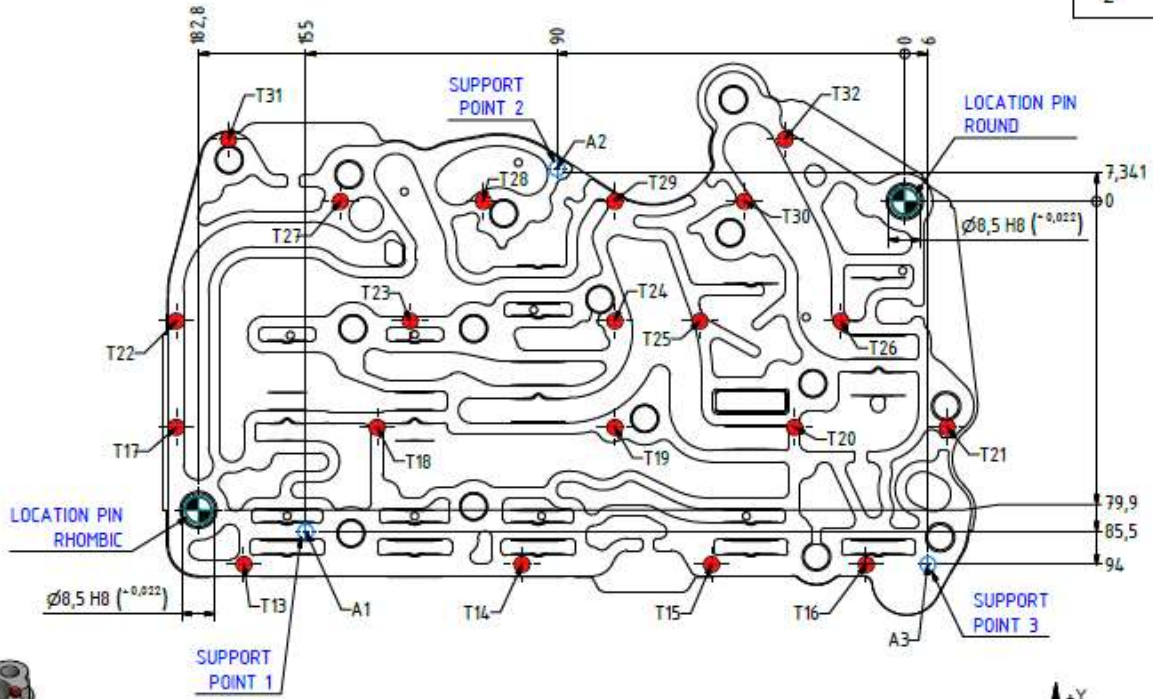 2
182,8
155
90
0
6
T31
SUPPORT
POINT 2
A2
T32
LOCATION PIN
ROUND
7,341
0
T28
T29
T30
T27
Ø8,5 H8 (⁺⁰,⁰²²)
T23
T24
T25
T22
T26
T17
T18
T19
T20
T21
LOCATION PIN
RHOMBIC
79,9
85,5
94
Ø8,5 H8 (⁺⁰,⁰²²)
T13
A1
T14
T15
T16
A3
SUPPORT
POINT 3
SUPPORT
POINT 1
+Y